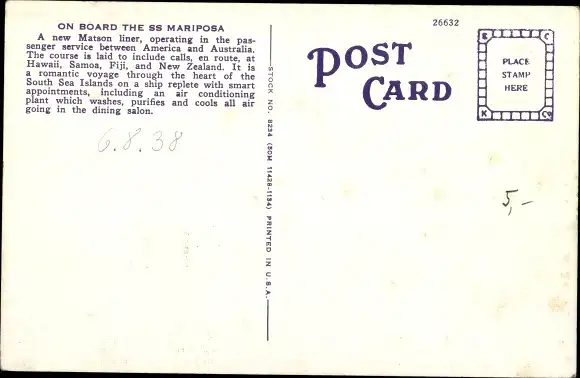 ON BOARD THE SS MARIPOSA
A new Matson liner, operating in the pas-
senger service between America and Australia.
The course is laid to include calls, en route, at
Hawaii, Samoa, Fiji, and New Zealand. It is
a romantic voyage through the heart of the
South Sea Islands on a ship replete with smart
appointments, including an air conditioning
plant which washes, purifies and cools all air
going in the dining salon.
6.8.38
STOCK NO. 8234 (SOM 11428-1134) PRINTED IN U.S.A.
26632
POST
CARD
K C
PLACE
STAMP
HERE
K Co
5,-